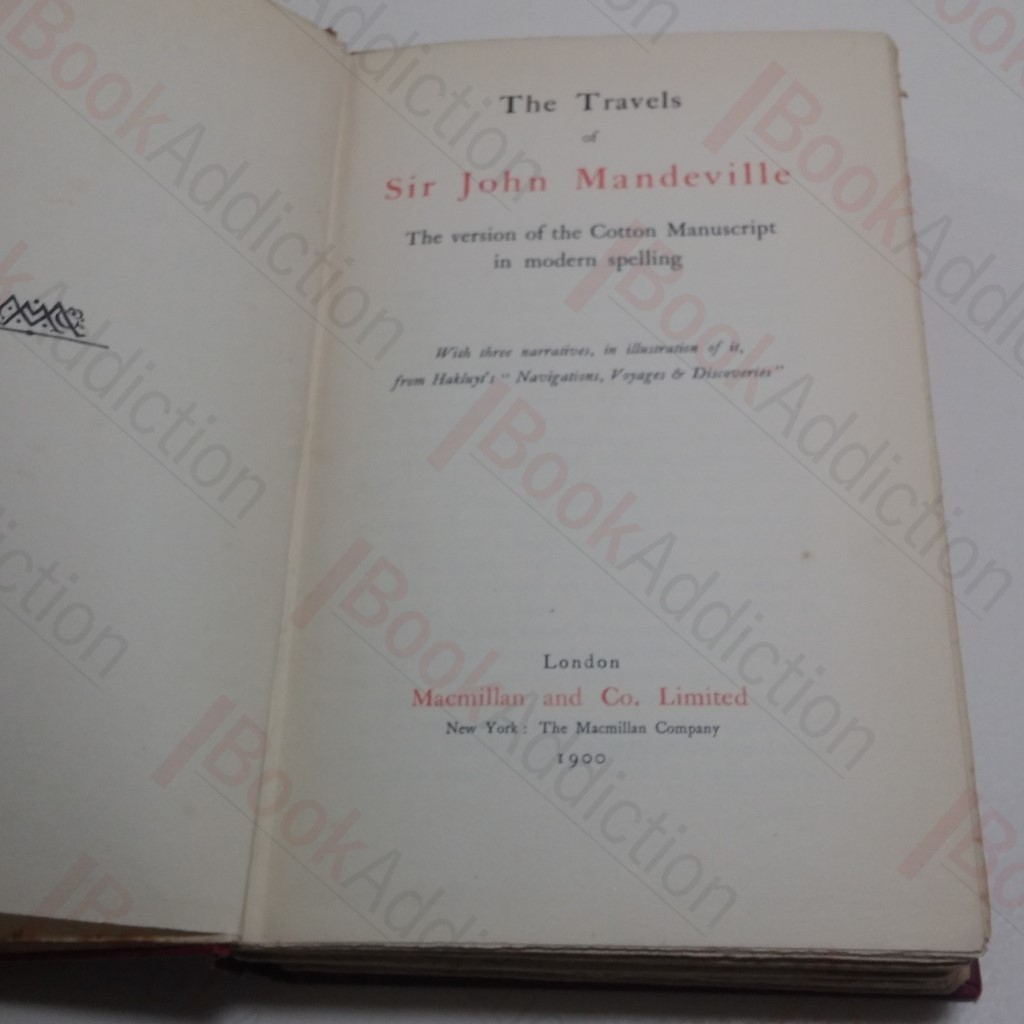 The Travels
of
Sir John Mandeville
The version of the Cotton Manuscript
in modern spelling
With three narratives, in illustration of it,
from Hakluyt's "Navigations, Voyages & Discoveries"
London
Macmillan and Co. Limited
New York: The Macmillan Company
1900
BookAddiction